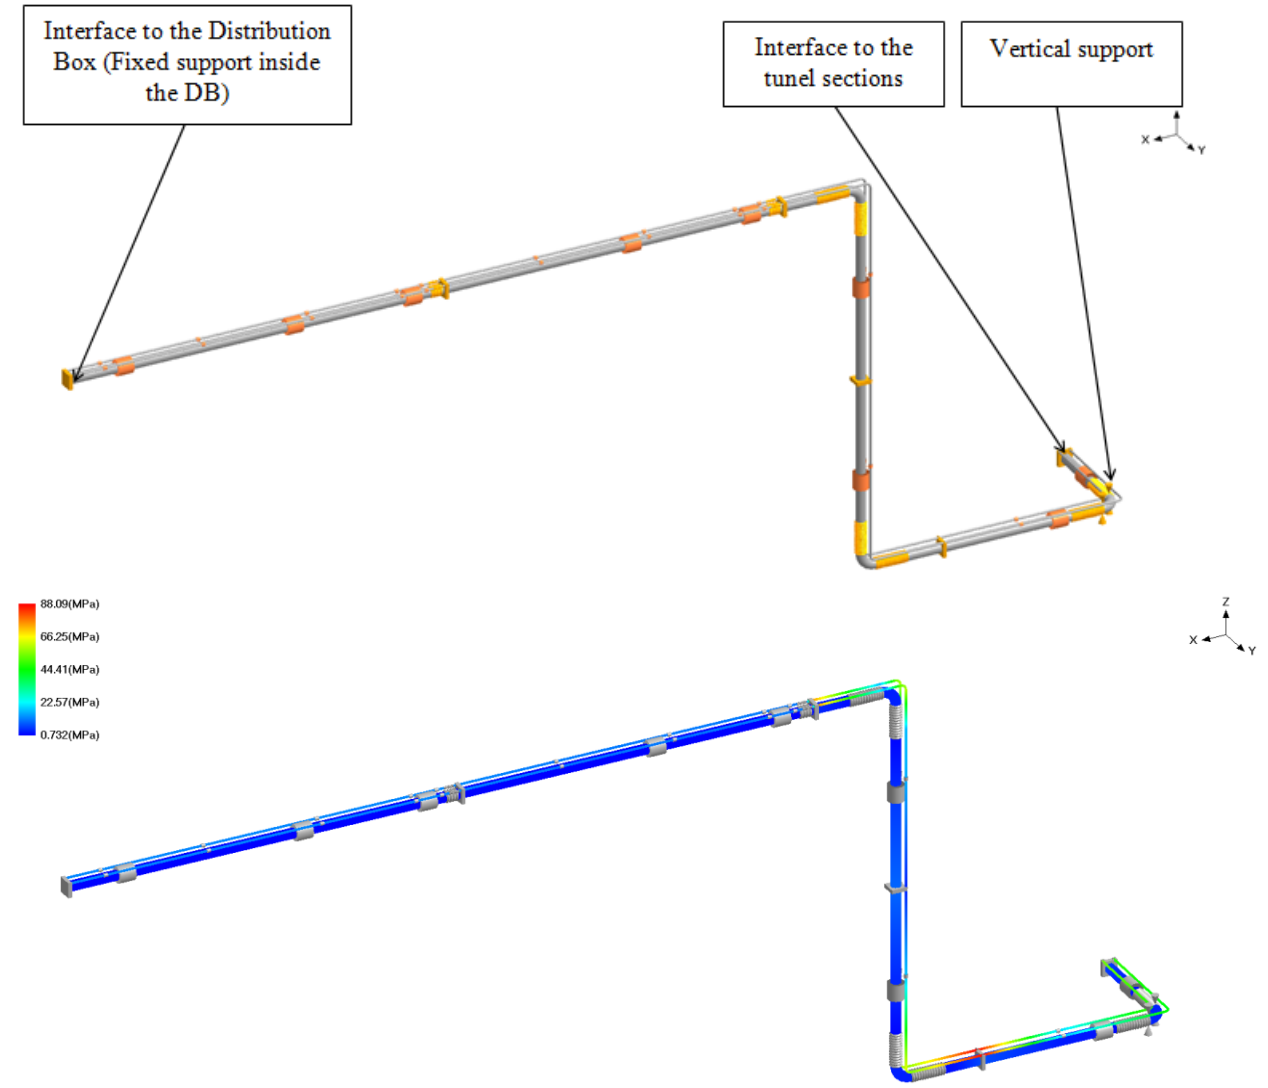 Interface to the Distribution
Box (Fixed support inside
the DB)
Interface to the
tunel sections
Vertical support
X
Y
88.09(MPa)
66.25(MPa)
44.41(MPa)
22.57(MPa)
0.732(MPa)
Z
X
Y